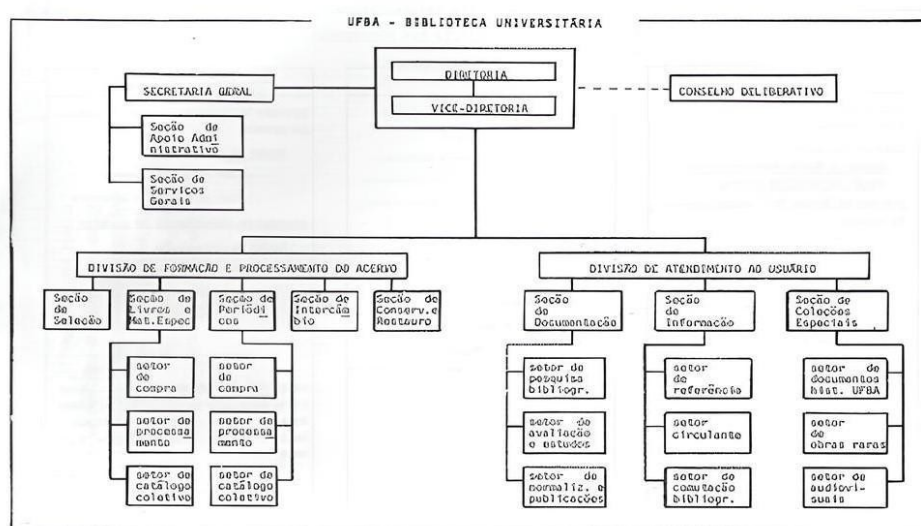 UFBA - BIBLIOTECA UNIVERSITÁRIA
DIRETORIA
SECRETARIA GERAL
CONSELHO DELIBERATIVO
VICE-DIRETORIA
Seção de
Apoio Admi
nistrativo
Seção de
Serviços
Gerais
DIVISÃO DE FORMAÇÃO E PROCESSAMENTO DO ACERVO
DIVISÃO DE ATENDIMENTO AO USUÁRIO
Seção
de
Seleção
Seção de
Livros e
Mat.Espec
Seção de
Periódi
cos
Seção de
Intercâm
bio
Seção de
Conserv.e
Restauro
Seção
de
Documentação
Seção
de
Informação
Seção de
Coleções
Especiais
setor
de
compra
setor
de
compra
setor de
pesquisa
bibliogr.
setor
de
referência
setor de
documentos
hist. UFBA
setor de
processa
mento
setor de
processa
mento
setor de
avaliação
e estudos
setor
circulante
setor
de
obras raras
setor de
catálogo
coletivo
setor de
catálogo
coletivo
setor de
normaliz. e
publicações
setor de
comutação
bibliogr.
setor de
audiovi-
suais